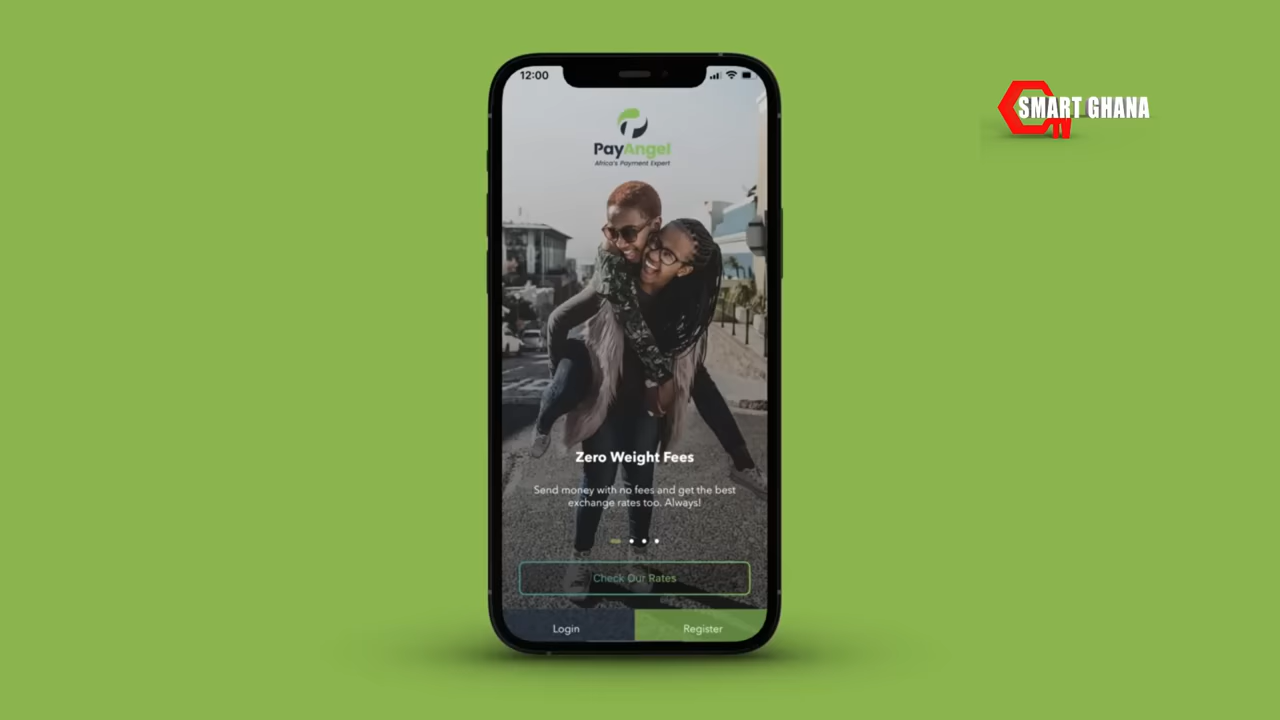 12:00
SMART GHANA
TV
PayAngel
Africa's Payment Expert
Zero Weight Fees
Send money with no fees and get the best
exchange rates too. Always!
Check Our Rates
Login
Register